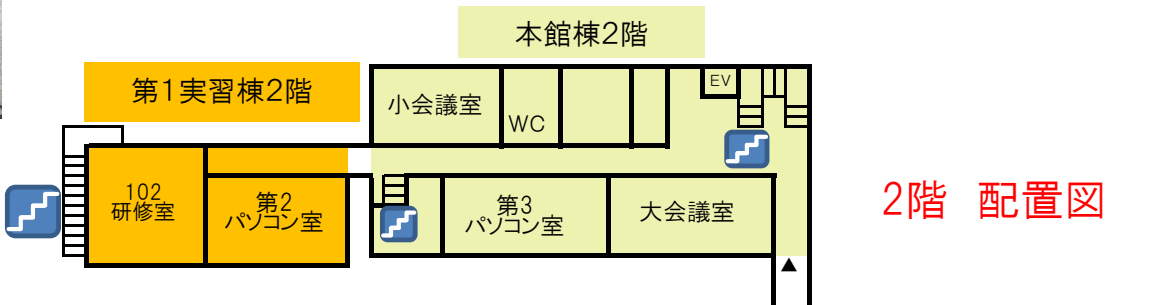 本館棟2階
第1実習棟2階
EV
小会議室
WC
102
研修室
第2
パソコン室
第3
パソコン室
大会議室
2階 配置図